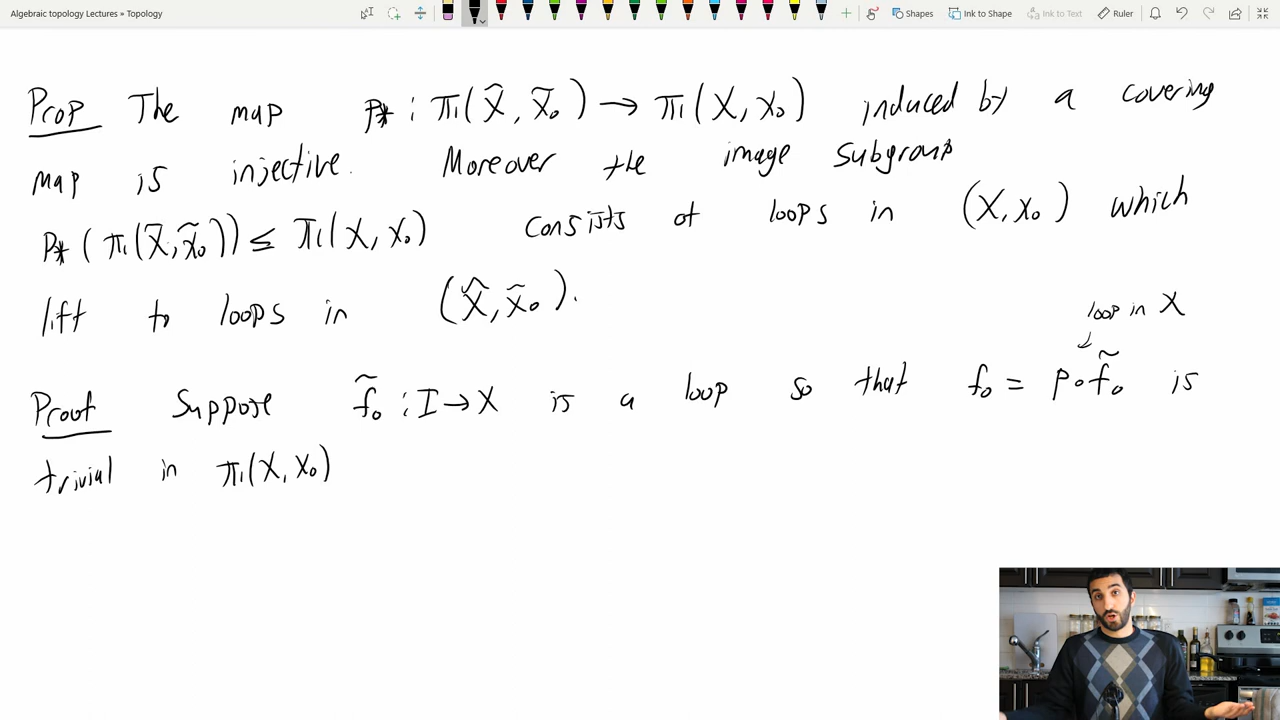 Algebraic topology Lectures » Topology
Shapes Ink to Shape Ink to Text Ruler
Prop The map p* : π₁(X̃, x̃₀) → π₁(X, x₀) induced by a covering
map is injective. Moreover the image subgroup
p*(π₁(X̃, x̃₀)) ≤ π₁(X, x₀) consists of loops in (X, x₀) which
lift to loops in (X̃, x̃₀).
loop in X
Proof Suppose f̃₀ : I → X is a loop so that f₀ = p∘f̃₀ is
trivial in π₁(X, x₀)